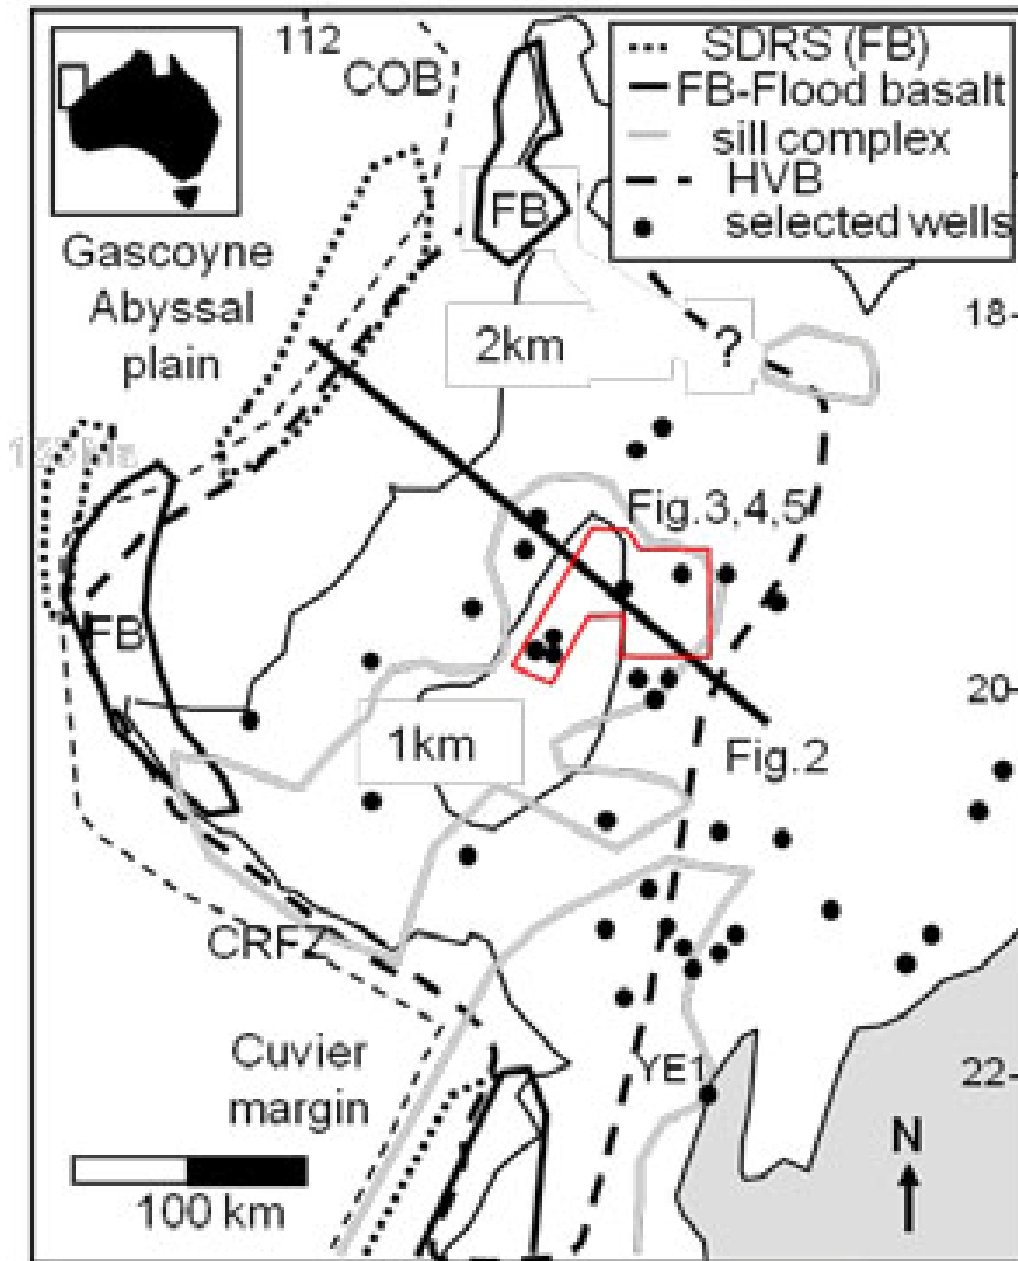 112
COB
SDRS (FB)
FB-Flood basalt
sill complex
HVB
selected wells
FB
Gascoyne
Abyssal
plain
18
2km
?
Fig.3,4,5
FB
20
1km
Fig.2
CRFZ
Cuvier
margin
YE1
22
N
100 km